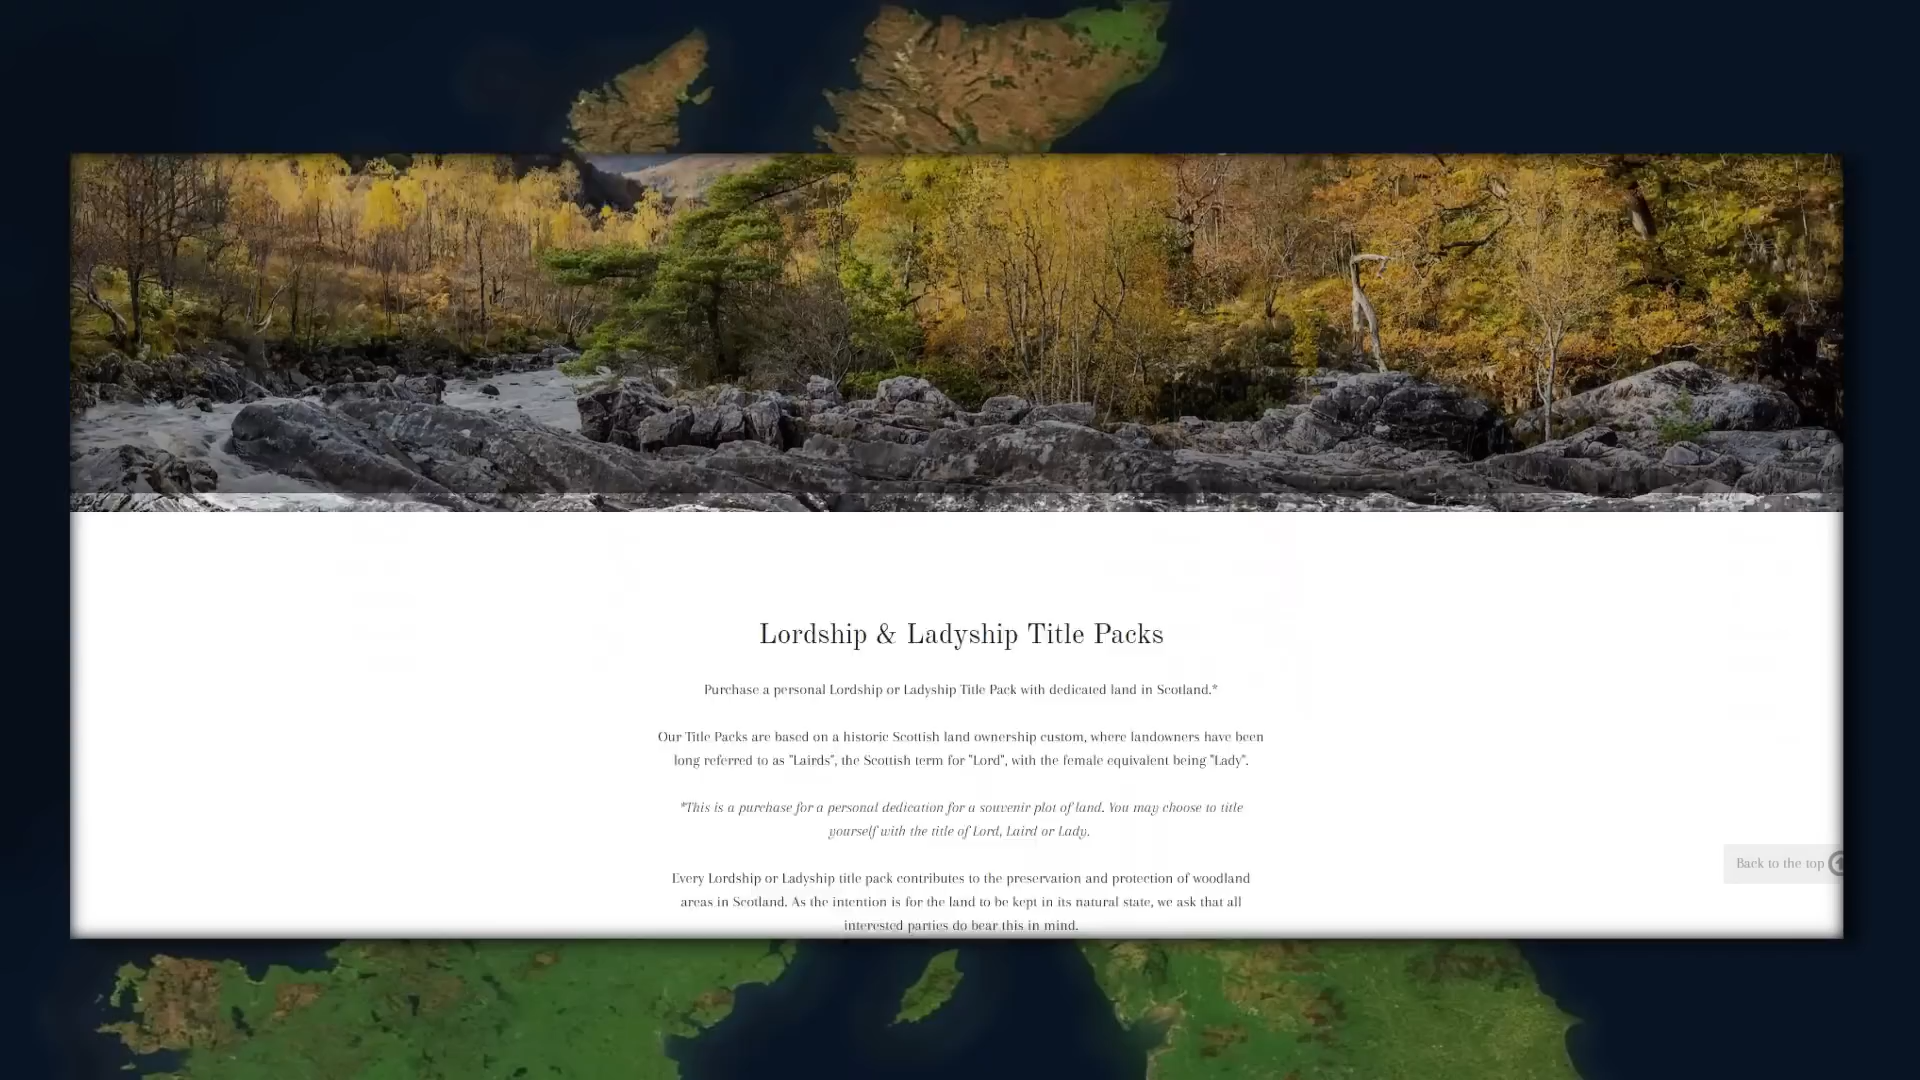 Lordship & Ladyship Title Packs
Purchase a personal Lordship or Ladyship Title Pack with dedicated land in Scotland.*
Our Title Packs are based on a historic Scottish land ownership custom, where landowners have been
long referred to as "Lairds", the Scottish term for "Lord", with the female equivalent being "Lady".
*This is a purchase for a personal dedication for a souvenir plot of land. You may choose to title
yourself with the title of Lord, Laird or Lady.
Back to the top
Every Lordship or Ladyship title pack contributes to the preservation and protection of woodland
areas in Scotland. As the intention is for the land to be kept in its natural state, we ask that all
interested parties do bear this in mind.